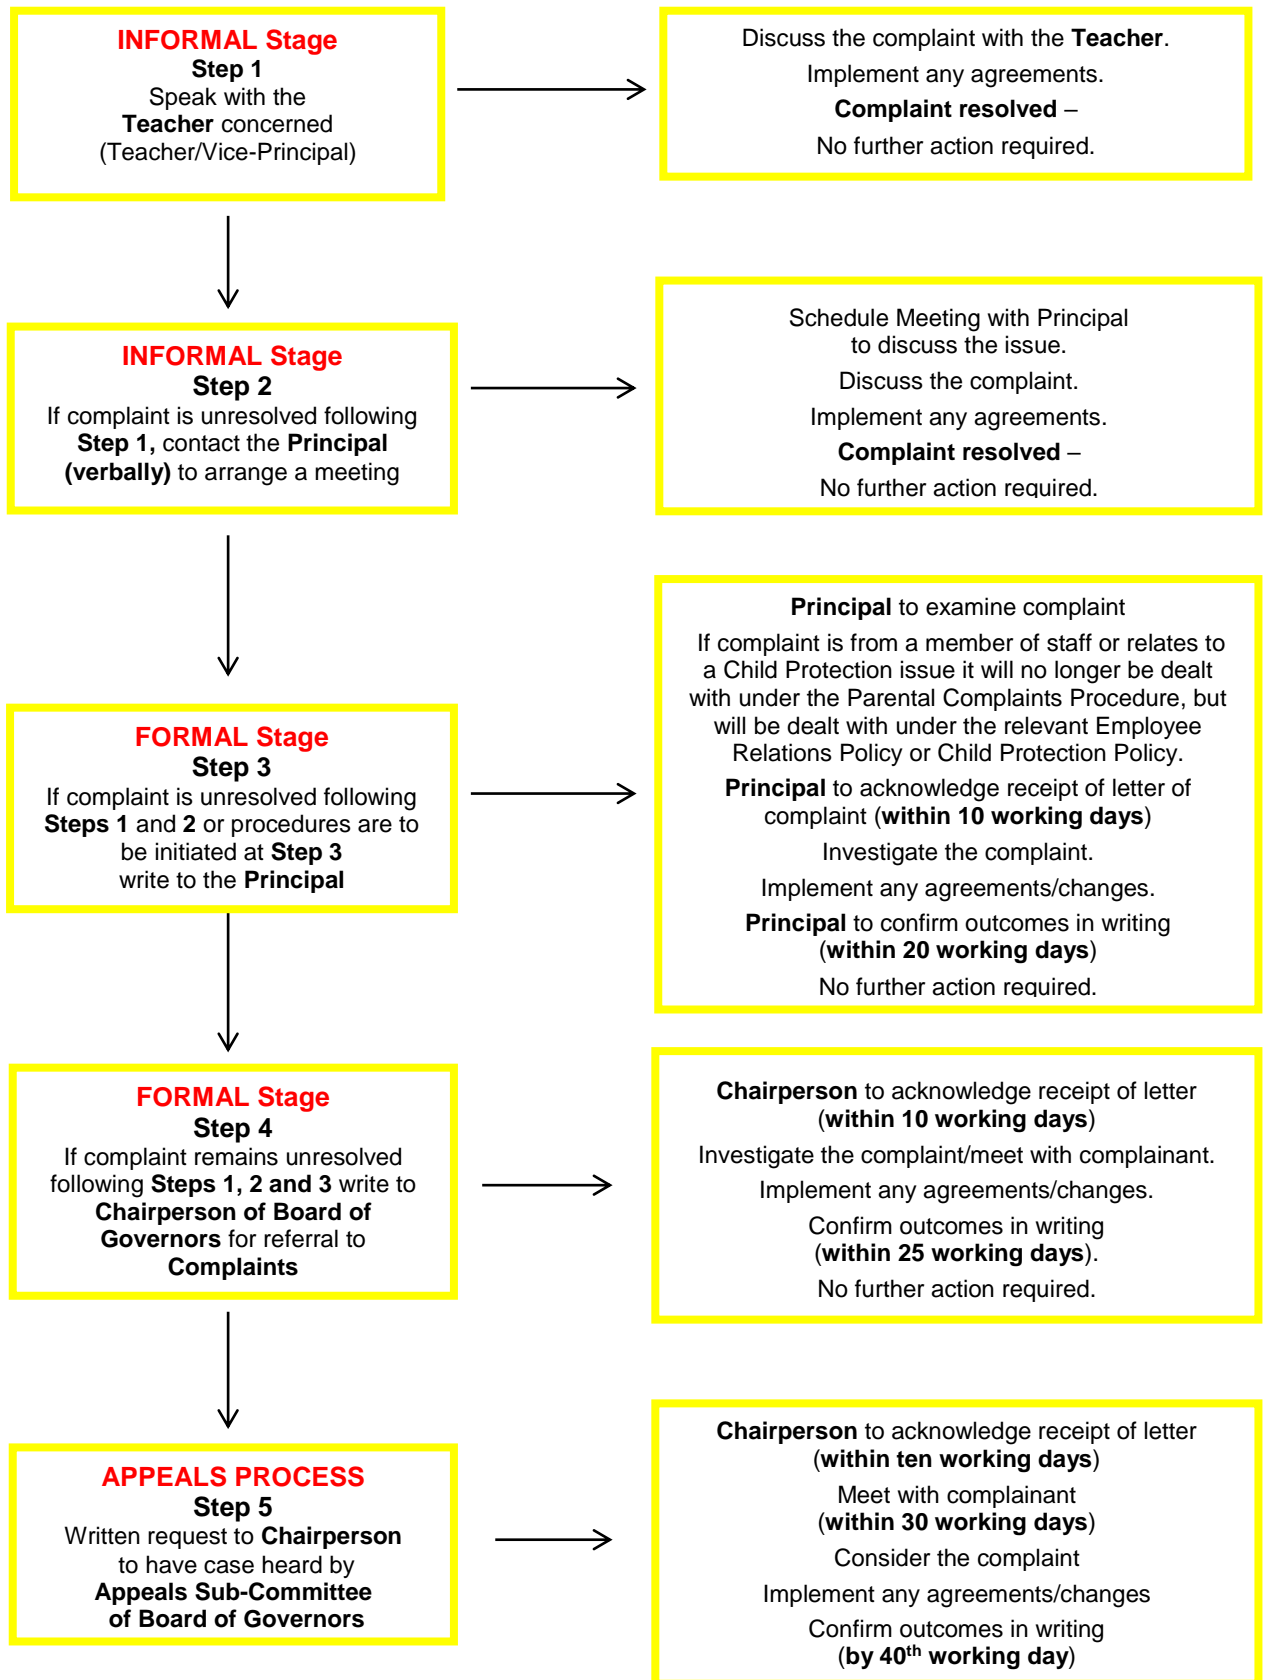 INFORMAL Stage
Step 1
Speak with the
Teacher concerned
(Teacher/Vice-Principal)
Discuss the complaint with the Teacher.
Implement any agreements.
Complaint resolved –
No further action required.
INFORMAL Stage
Step 2
If complaint is unresolved following
Step 1, contact the Principal
(verbally) to arrange a meeting
Schedule Meeting with Principal
to discuss the issue.
Discuss the complaint.
Implement any agreements.
Complaint resolved –
No further action required.
FORMAL Stage
Step 3
If complaint is unresolved following
Steps 1 and 2 or procedures are to
be initiated at Step 3
write to the Principal
Principal to examine complaint
If complaint is from a member of staff or relates to
a Child Protection issue it will no longer be dealt
with under the Parental Complaints Procedure, but
will be dealt with under the relevant Employee
Relations Policy or Child Protection Policy.
Principal to acknowledge receipt of letter of
complaint (within 10 working days)
Investigate the complaint.
Implement any agreements/changes.
Principal to confirm outcomes in writing
(within 20 working days)
No further action required.
FORMAL Stage
Step 4
If complaint remains unresolved
following Steps 1, 2 and 3 write to
Chairperson of Board of
Governors for referral to
Complaints
Chairperson to acknowledge receipt of letter
(within 10 working days)
Investigate the complaint/meet with complainant.
Implement any agreements/changes.
Confirm outcomes in writing
(within 25 working days).
No further action required.
APPEALS PROCESS
Step 5
Written request to Chairperson
to have case heard by
Appeals Sub-Committee
of Board of Governors
Chairperson to acknowledge receipt of letter
(within ten working days)
Meet with complainant
(within 30 working days)
Consider the complaint
Implement any agreements/changes
Confirm outcomes in writing
(by 40th working day)